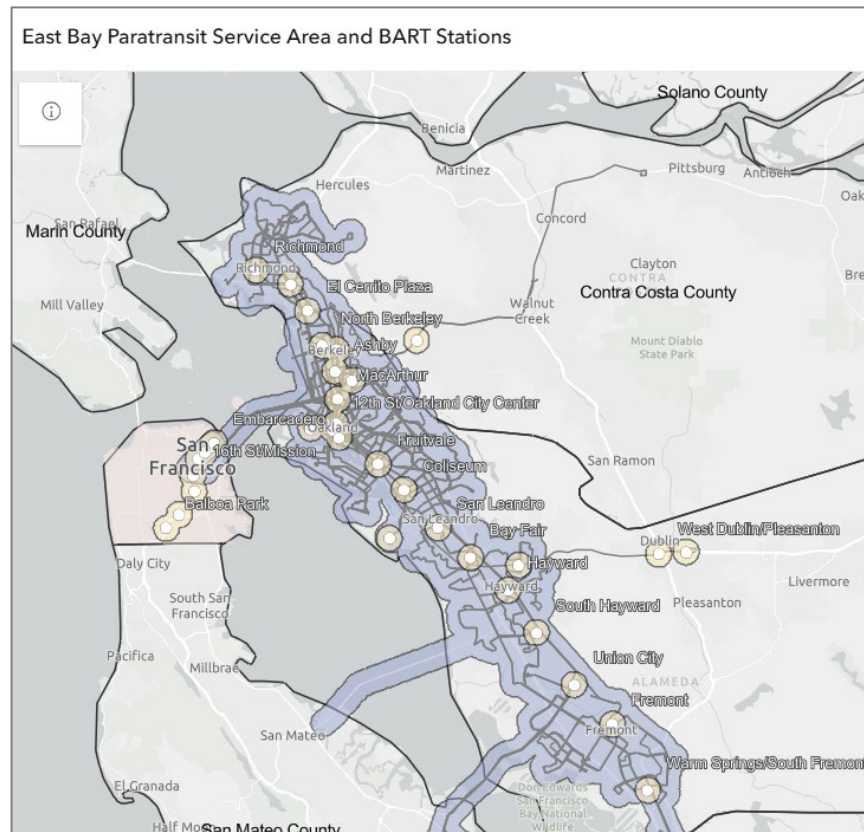 East Bay Paratransit Service Area and BART Stations
Solano County
Benicia
Martinez
Pittsburg
Antioch
Oak
Hercules
San Rafael
Marin County
Concord
Richmond
Richmond
Clayton
CONTRA
COSTA
Bre
El Cerrito Plaza
Contra Costa County
Mill Valley
Walnut
Creek
North Berkeley
Berkeley
Ashby
Mount Diablo
State Park
MacArthur
12th St/Oakland City Center
Embarcadero
Oakland
San
Francisco
16th St/Mission
Fruitvale
Coliseum
San Ramon
Balboa Park
San Leandro
San Leandro
Bay Fair
West Dublin/Pleasanton
Dublin
Daly City
Hayward
Hayward
Livermore
South San
Francisco
South Hayward
Pleasanton
Pacifica
Millbrae
Union City
ALAMEDA
Fremont
San Mateo
Fremont
Warm Springs/South Fremont
El Granada
Don Edwards
San Francisco
Bay National
Wildlife
Half Mo
San Mateo County